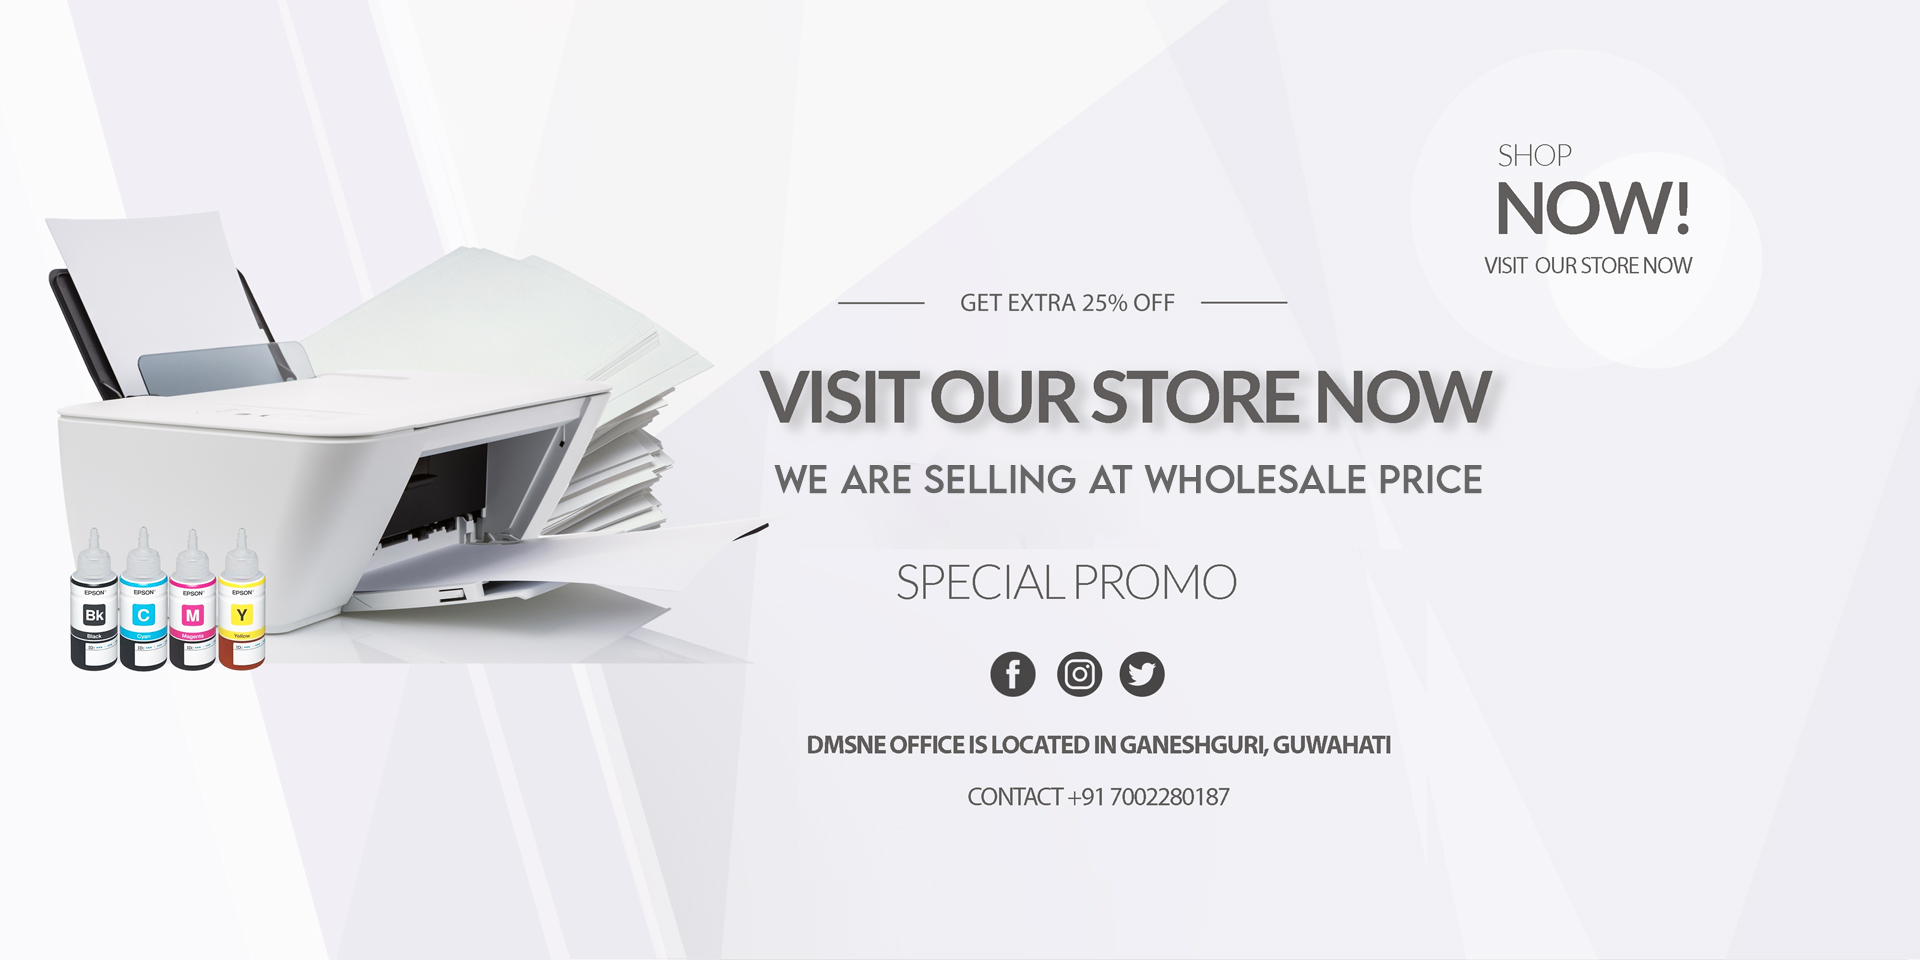 SHOP
NOW!
VISIT OUR STORE NOW
GET EXTRA 25% OFF
VISIT OUR STORE NOW
WE ARE SELLING AT WHOLESALE PRICE
SPECIAL PROMO
DMSNE OFFICE IS LOCATED IN GANESHGURI, GUWAHATI
CONTACT +91 7002280187
EPSON EPSON EPSON EPSON
Bk C M Y
Black Cyan Magenta Yellow